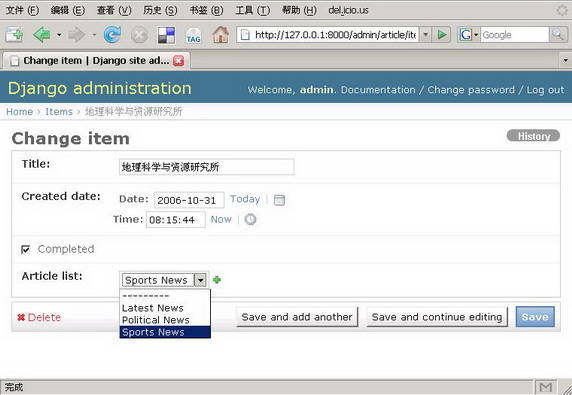 文件(F) 编辑(E) 查看(V) 历史(S) 书签(B) 工具(T) 帮助(H) del.icio.us
TAG http://127.0.0.1:8000/admin/article/ite G Google
Change item | Django site ad...
Django administration Welcome, admin. Documentation / Change password / Log out
Home › Items › 地理科学与资源研究所
Change item History
Title: 地理科学与资源研究所
Created date: Date: 2006-10-31 Today |
Time: 08:15:44 Now |
Completed
Article list: Sports News
---------
Latest News
Political News
Sports News
Delete Save and add another Save and continue editing Save
完成